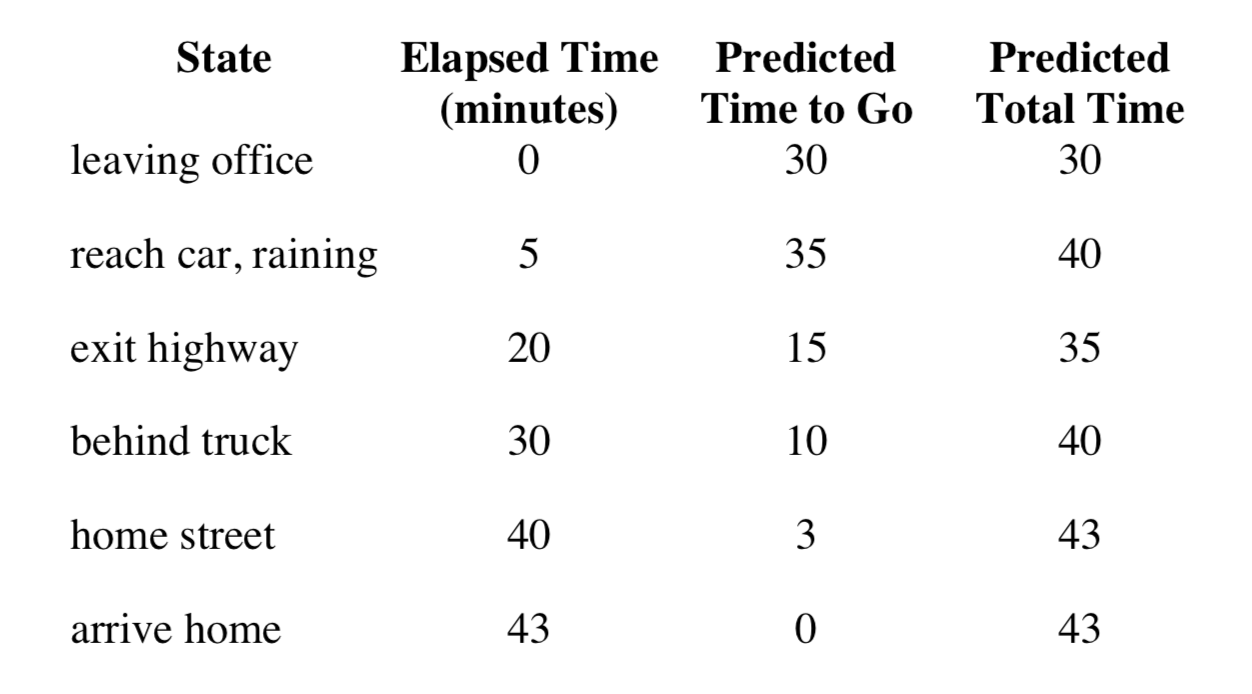 State Elapsed Time Predicted Predicted
(minutes) Time to Go Total Time
leaving office 0 30 30
reach car, raining 5 35 40
exit highway 20 15 35
behind truck 30 10 40
home street 40 3 43
arrive home 43 0 43